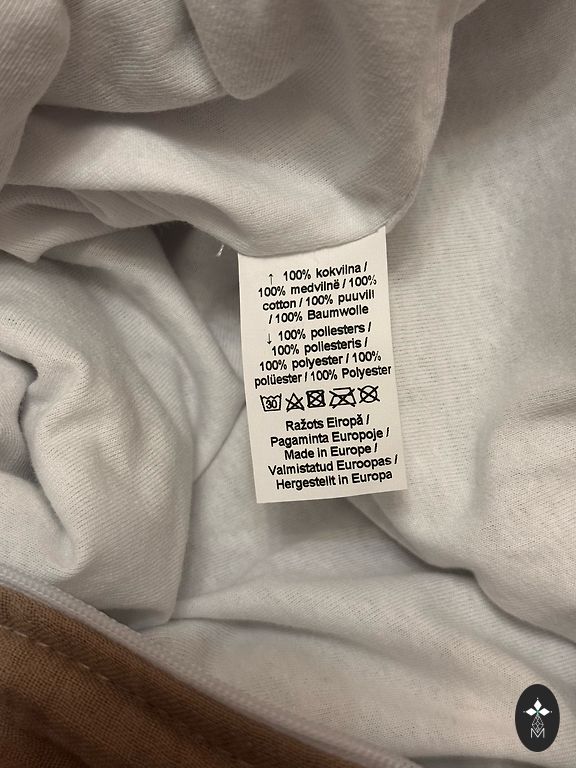 ↑ 100% kokvilna /
100% medvilnë / 100%
cotton / 100% puuvill
/ 100% Baumwolle
↓ 100% poliesters /
100% poliesteris /
100% polyester / 100%
polüester / 100% Polyester
30
Ražots Eiropā /
Pagaminta Europoje /
Made in Europe /
Valmistatud Euroopas /
Hergestellt in Europa
M